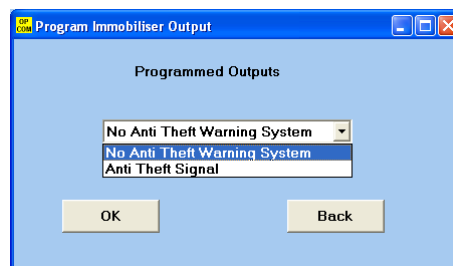 OP COM Program Immobiliser Output
Programmed Outputs
No Anti Theft Warning System
No Anti Theft Warning System
Anti Theft Signal
OK Back